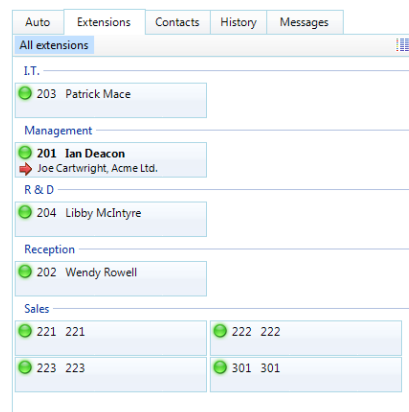 Auto Extensions Contacts History Messages
All extensions
I.T.
203 Patrick Mace
Management
201 Ian Deacon
Joe Cartwright, Acme Ltd.
R & D
204 Libby McIntyre
Reception
202 Wendy Rowell
Sales
221 221 222 222
223 223 301 301